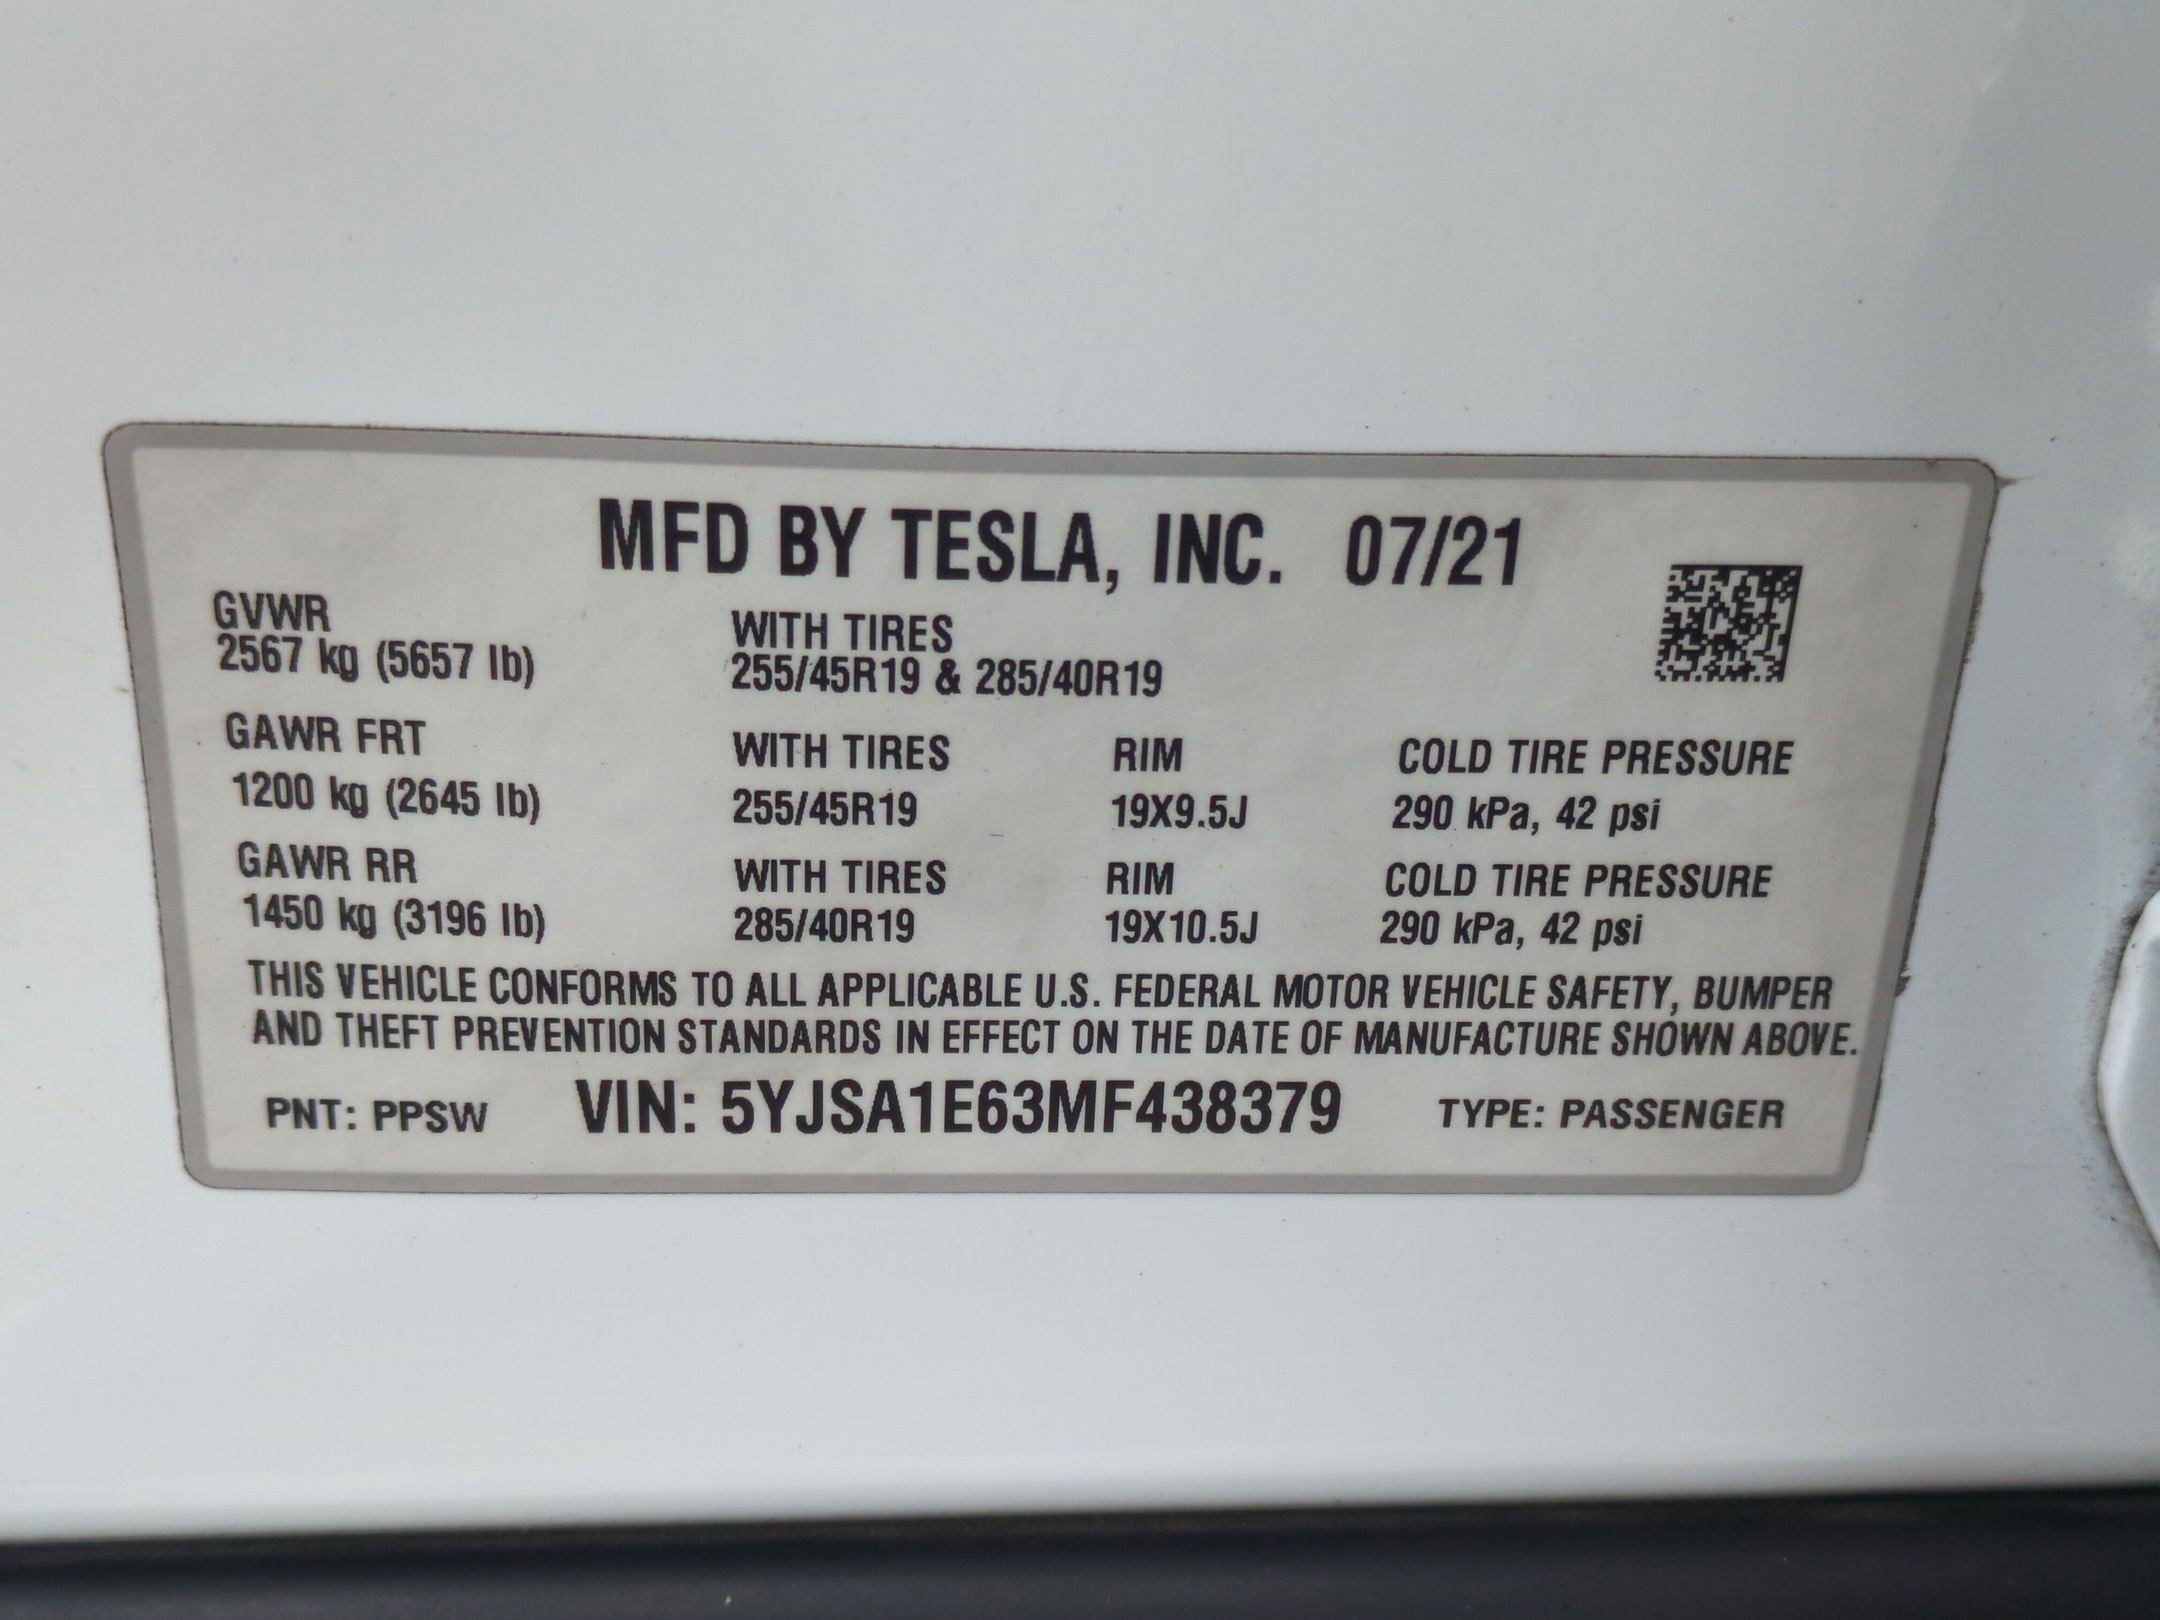 MFD BY TESLA, INC. 07/21
GVWR
2567 kg (5657 lb)
WITH TIRES
255/45R19 & 285/40R19
GAWR FRT WITH TIRES RIM COLD TIRE PRESSURE
1200 kg (2645 lb) 255/45R19 19X9.5J 290 kPa, 42 psi
GAWR RR WITH TIRES RIM COLD TIRE PRESSURE
1450 kg (3196 lb) 285/40R19 19X10.5J 290 kPa, 42 psi
THIS VEHICLE CONFORMS TO ALL APPLICABLE U.S. FEDERAL MOTOR VEHICLE SAFETY, BUMPER
AND THEFT PREVENTION STANDARDS IN EFFECT ON THE DATE OF MANUFACTURE SHOWN ABOVE.
PNT: PPSW VIN: 5YJSA1E63MF438379 TYPE: PASSENGER